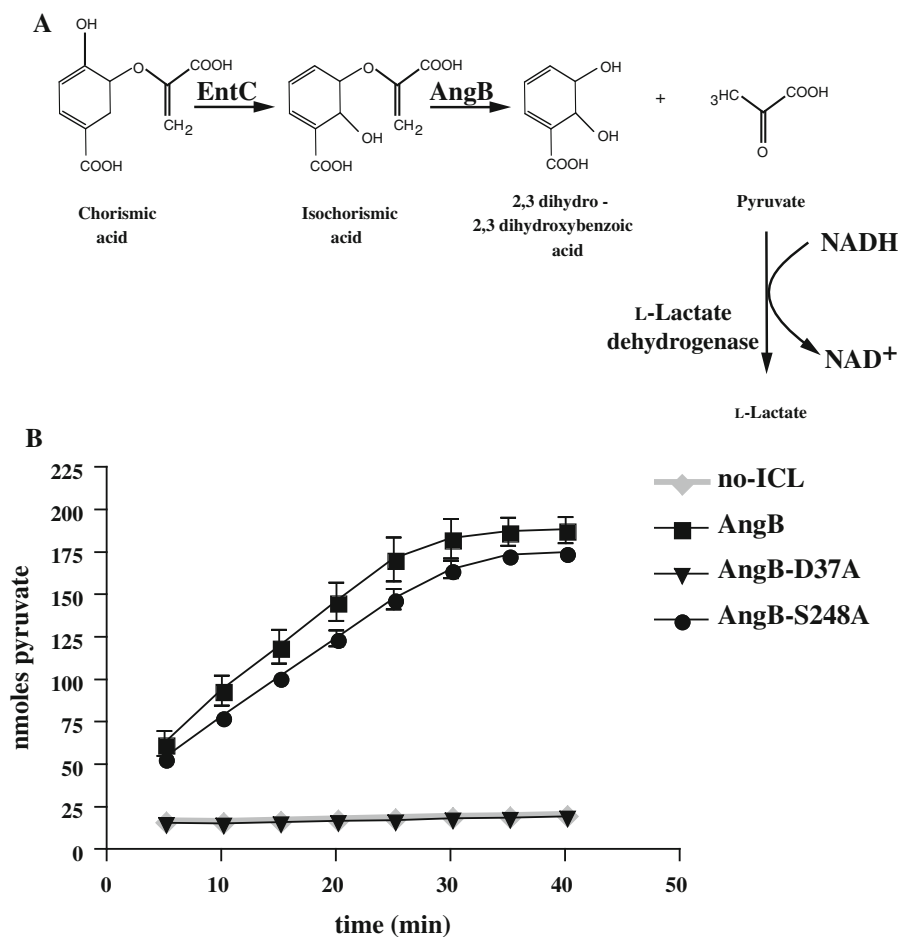 A
OH
O
COOH
CH2
COOH
Chorismic
acid
EntC
O
COOH
CH2
OH
COOH
Isochorismic
acid
AngB
OH
OH
COOH
2,3 dihydro -
2,3 dihydroxybenzoic
acid
+
3HC
COOH
O
Pyruvate
NADH
L-Lactate
dehydrogenase
NAD+
L-Lactate
B
nmoles pyruvate
225
200
175
150
125
100
75
50
25
0
0
10
20
30
40
50
time (min)
no-ICL
AngB
AngB-D37A
AngB-S248A